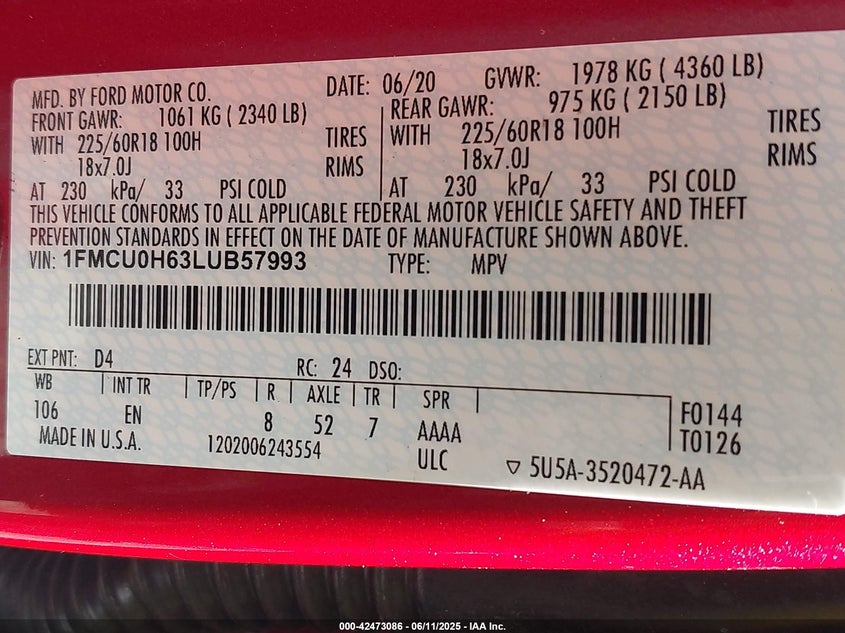 MFD. BY FORD MOTOR CO. DATE: 06/20 GVWR: 1978 KG ( 4360 LB)
FRONT GAWR: 1061 KG ( 2340 LB) REAR GAWR: 975 KG ( 2150 LB)
WITH 225/60R18 100H TIRES WITH 225/60R18 100H TIRES
18x7.0J RIMS 18x7.0J RIMS
AT 230 kPa/ 33 PSI COLD AT 230 kPa/ 33 PSI COLD
THIS VEHICLE CONFORMS TO ALL APPLICABLE FEDERAL MOTOR VEHICLE SAFETY AND THEFT
PREVENTION STANDARDS IN EFFECT ON THE DATE OF MANUFACTURE SHOWN ABOVE.
VIN: 1FMCU0H63LUB57993 TYPE: MPV
EXT PNT: D4 RC: 24 DSO:
WB INT TR TP/PS R AXLE TR SPR
106 EN 8 52 7 AAAA F0144
MADE IN U.S.A. 1202006243554 ULC T0126
▽ 5U5A-3520472-AA
000-42473086 - 06/11/2025 - IAA Inc.